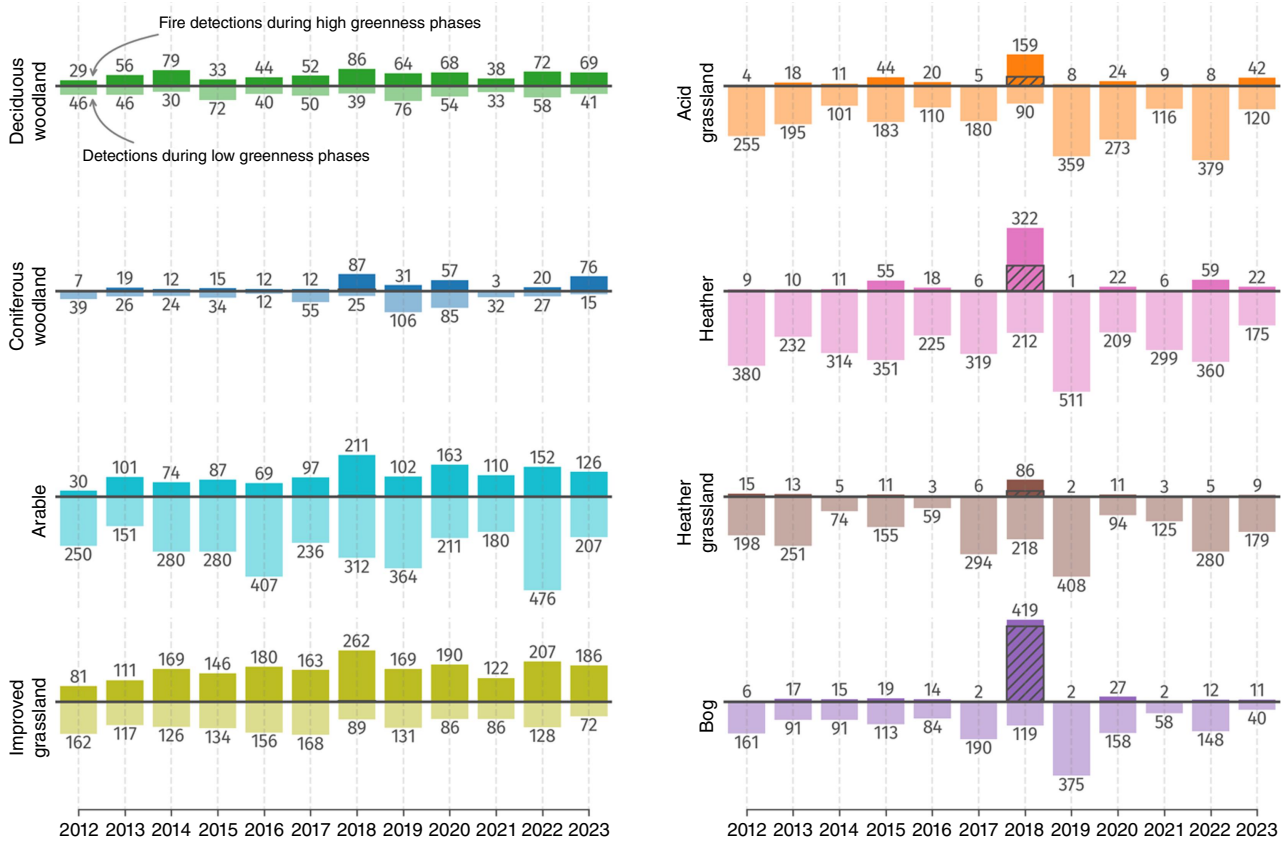 Fire detections during high greenness phases
Deciduous
woodland
29 56 79 33 44 52 86 64 68 38 72 69
46 46 30 72 40 50 39 76 54 33 58 41
Detections during low greenness phases
Coniferous
woodland
7 19 12 15 12 12 87 31 57 3 20 76
39 26 24 34 12 55 25 106 85 32 27 15
Arable
30 101 74 87 69 97 211 102 163 110 152 126
250 151 280 280 407 236 312 364 211 180 476 207
Improved
grassland
81 111 169 146 180 163 262 169 190 122 207 186
162 117 126 134 156 168 89 131 86 86 128 72
2012 2013 2014 2015 2016 2017 2018 2019 2020 2021 2022 2023
Acid
grassland
4 18 11 44 20 5 159 8 24 9 8 42
255 195 101 183 110 180 90 359 273 116 379 120
Heather
9 10 11 55 18 6 322 1 22 6 59 22
380 232 314 351 225 319 212 511 209 299 360 175
Heather
grassland
15 13 5 11 3 6 86 2 11 3 5 9
198 251 74 155 59 294 218 408 94 125 280 179
Bog
6 17 15 19 14 2 419 2 27 2 12 11
161 91 91 113 84 190 119 375 158 58 148 40
2012 2013 2014 2015 2016 2017 2018 2019 2020 2021 2022 2023